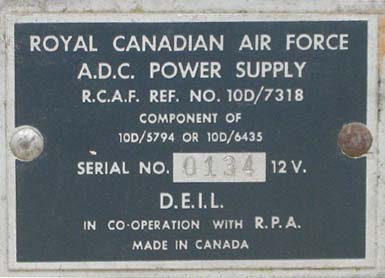 ROYAL CANADIAN AIR FORCE
A.D.C. POWER SUPPLY
R.C.A.F. REF. NO. 10D/7318
COMPONENT OF
10D/5794 OR 10D/6435
SERIAL NO. 0134 12 V.
D.E.I.L.
IN CO-OPERATION WITH R.P.A.
MADE IN CANADA